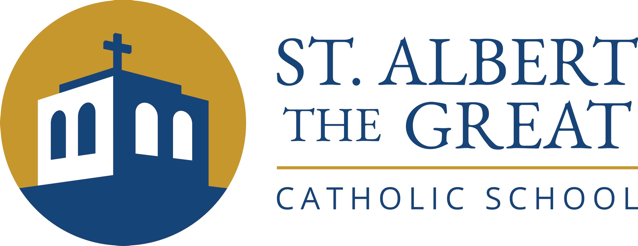 ST. ALBERT
THE GREAT
CATHOLIC SCHOOL